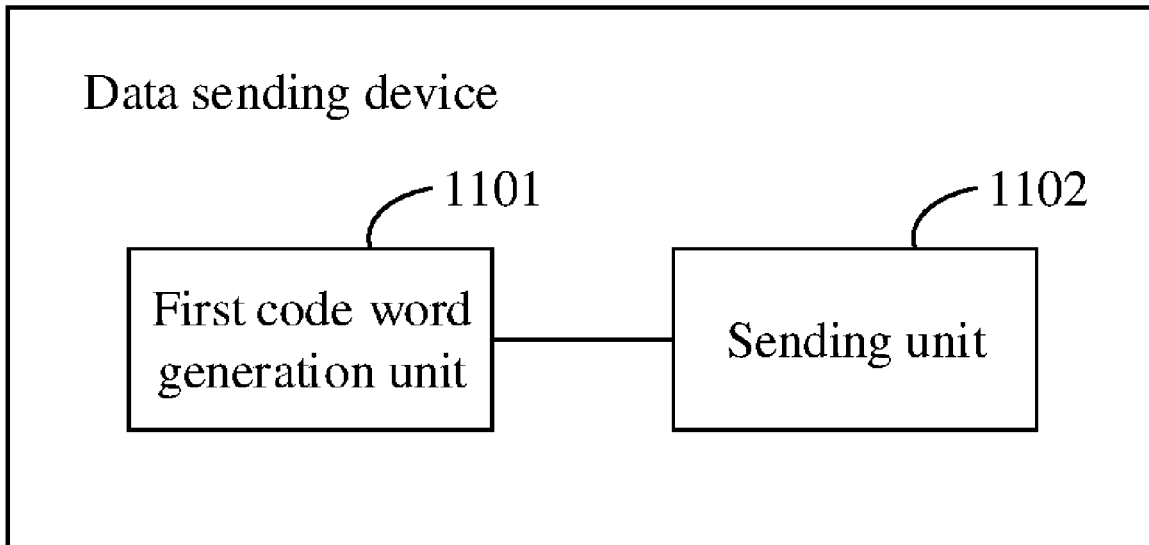 Data sending device
1101
1102
First code word
generation unit
Sending unit